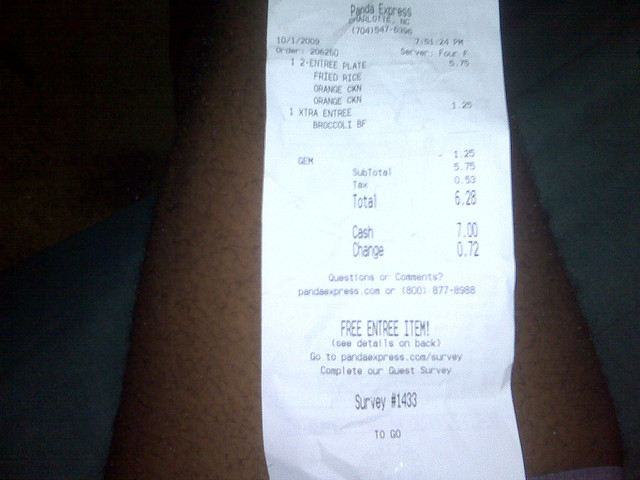 Panda Express
CHARLOTTE, NC
(704)547-6996
10/1/2009 7:51:24 PM
Order: 206260 Server: Four F
1 2-ENTREE PLATE 5.75
FRIED RICE
ORANGE CKN
ORANGE CKN
1 XTRA ENTREE 1.25
BROCCOLI BF
GEM - 1.25
SubTotal 5.75
Tax 0.53
Total 6.28
Cash 7.00
Change 0.72
Questions or Comments?
pandaexpress.com or (800) 877-8988
FREE ENTREE ITEM!
(see details on back)
Go to pandaexpress.com/survey
Complete our Guest Survey
Survey #1433
TO GO